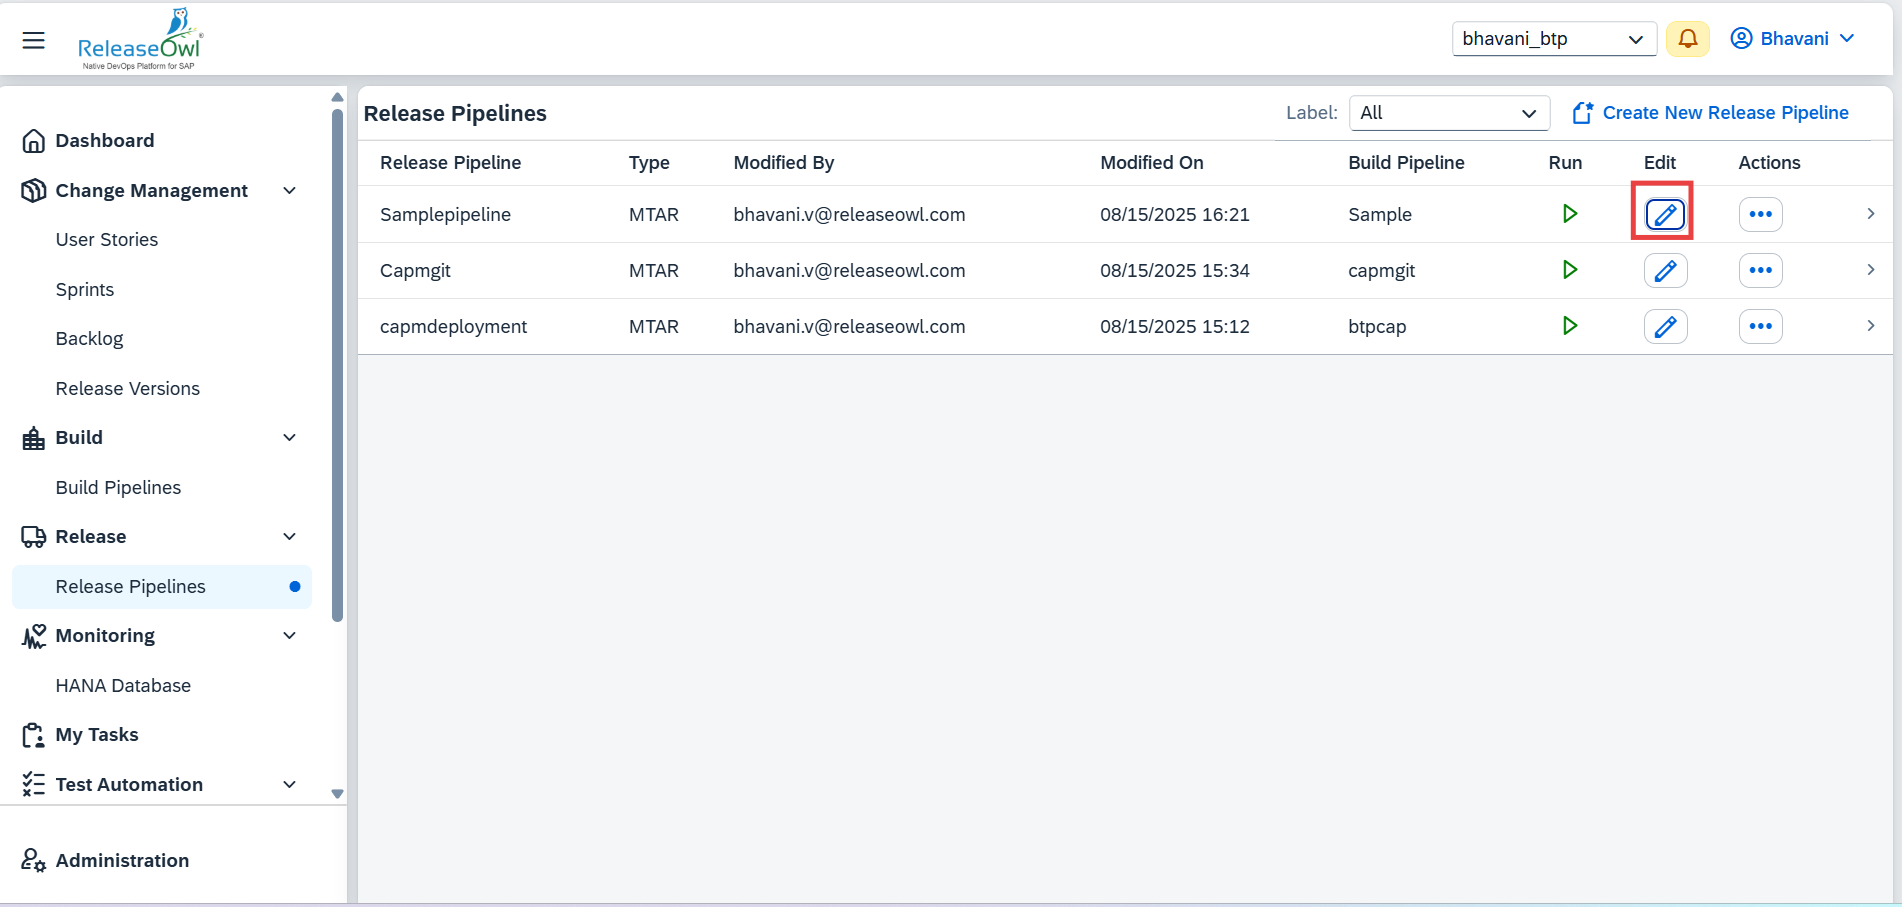 ReleaseOwl®
Native DevOps Platform for SAP
bhavani_btp
Bhavani
Dashboard
Change Management
User Stories
Sprints
Backlog
Release Versions
Build
Build Pipelines
Release
Release Pipelines
Monitoring
HANA Database
My Tasks
Test Automation
Administration
Release Pipelines
Label: All
Create New Release Pipeline
Release Pipeline Type Modified By Modified On Build Pipeline Run Edit Actions
Samplepipeline MTAR bhavani.v@releaseowl.com 08/15/2025 16:21 Sample
Capmgit MTAR bhavani.v@releaseowl.com 08/15/2025 15:34 capmgit
capmdeployment MTAR bhavani.v@releaseowl.com 08/15/2025 15:12 btpcap